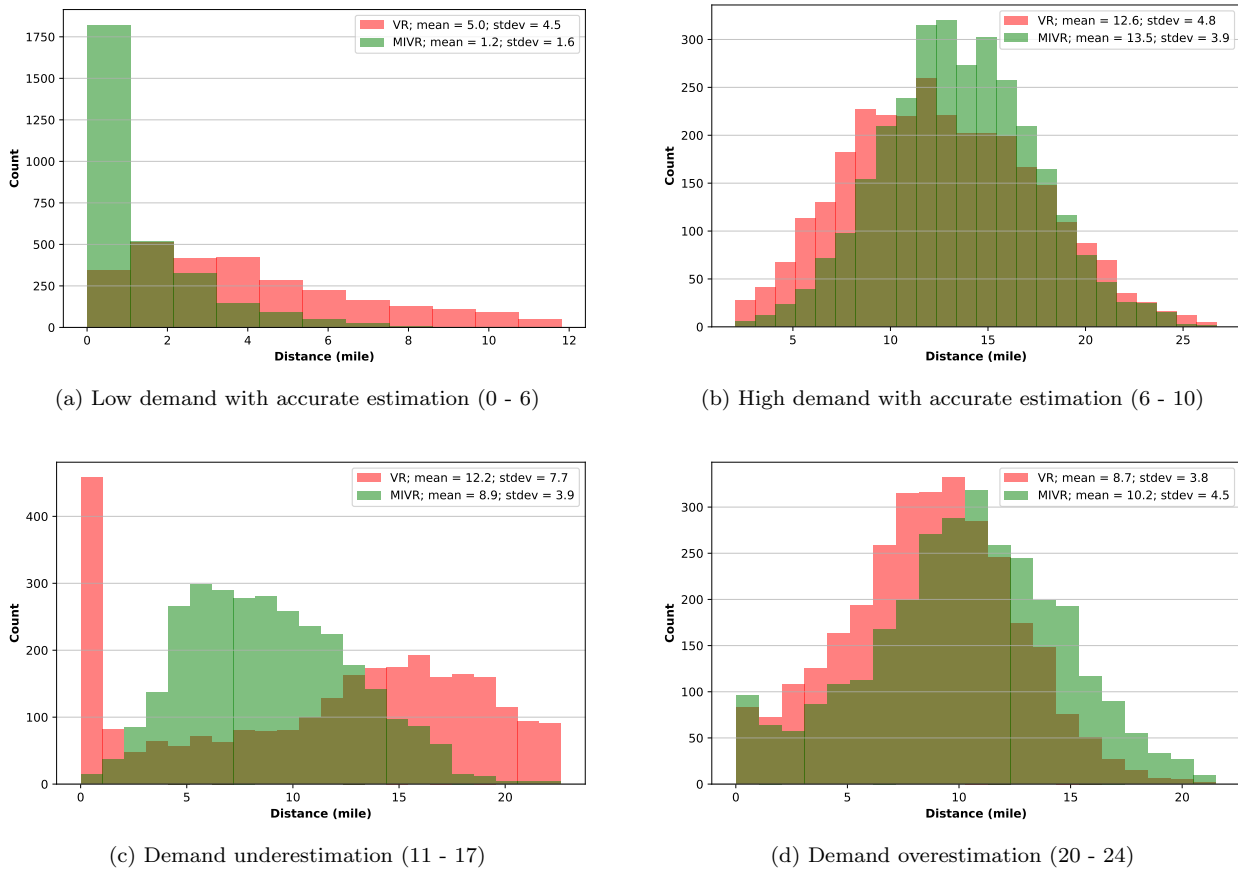 VR; mean = 5.0; stdev = 4.5
MIVR; mean = 1.2; stdev = 1.6
1750
1500
1250
1000
750
500
250
0
Count
0 2 4 6 8 10 12
Distance (mile)
(a) Low demand with accurate estimation (0 - 6)
VR; mean = 12.6; stdev = 4.8
MIVR; mean = 13.5; stdev = 3.9
300
250
200
150
100
50
0
Count
5 10 15 20 25
Distance (mile)
(b) High demand with accurate estimation (6 - 10)
VR; mean = 12.2; stdev = 7.7
MIVR; mean = 8.9; stdev = 3.9
400
300
200
100
0
Count
0 5 10 15 20
Distance (mile)
(c) Demand underestimation (11 - 17)
VR; mean = 8.7; stdev = 3.8
MIVR; mean = 10.2; stdev = 4.5
300
250
200
150
100
50
0
Count
0 5 10 15 20
Distance (mile)
(d) Demand overestimation (20 - 24)